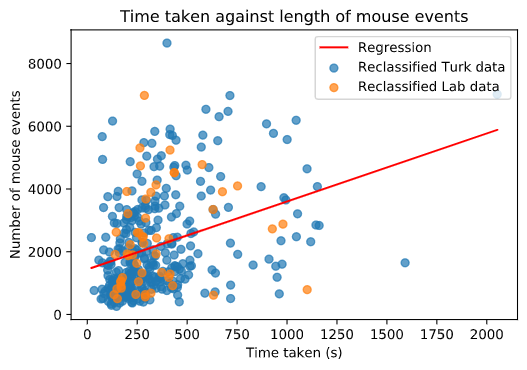 Time taken against length of mouse events
Regression
Reclassified Turk data
Reclassified Lab data
Number of mouse events
8000
6000
4000
2000
0
0
250
500
750
1000
1250
1500
1750
2000
Time taken (s)